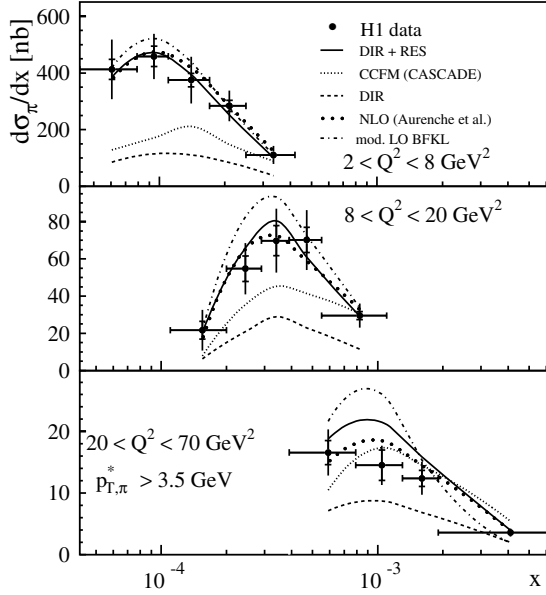 dσπ/dx [nb]
600
400
200
0
H1 data
DIR + RES
CCFM (CASCADE)
DIR
NLO (Aurenche et al.)
mod. LO BFKL
2 < Q² < 8 GeV²
80
60
40
20
0
8 < Q² < 20 GeV²
20
10
0
20 < Q² < 70 GeV²
p*T,π > 3.5 GeV
10⁻⁴
10⁻³
x